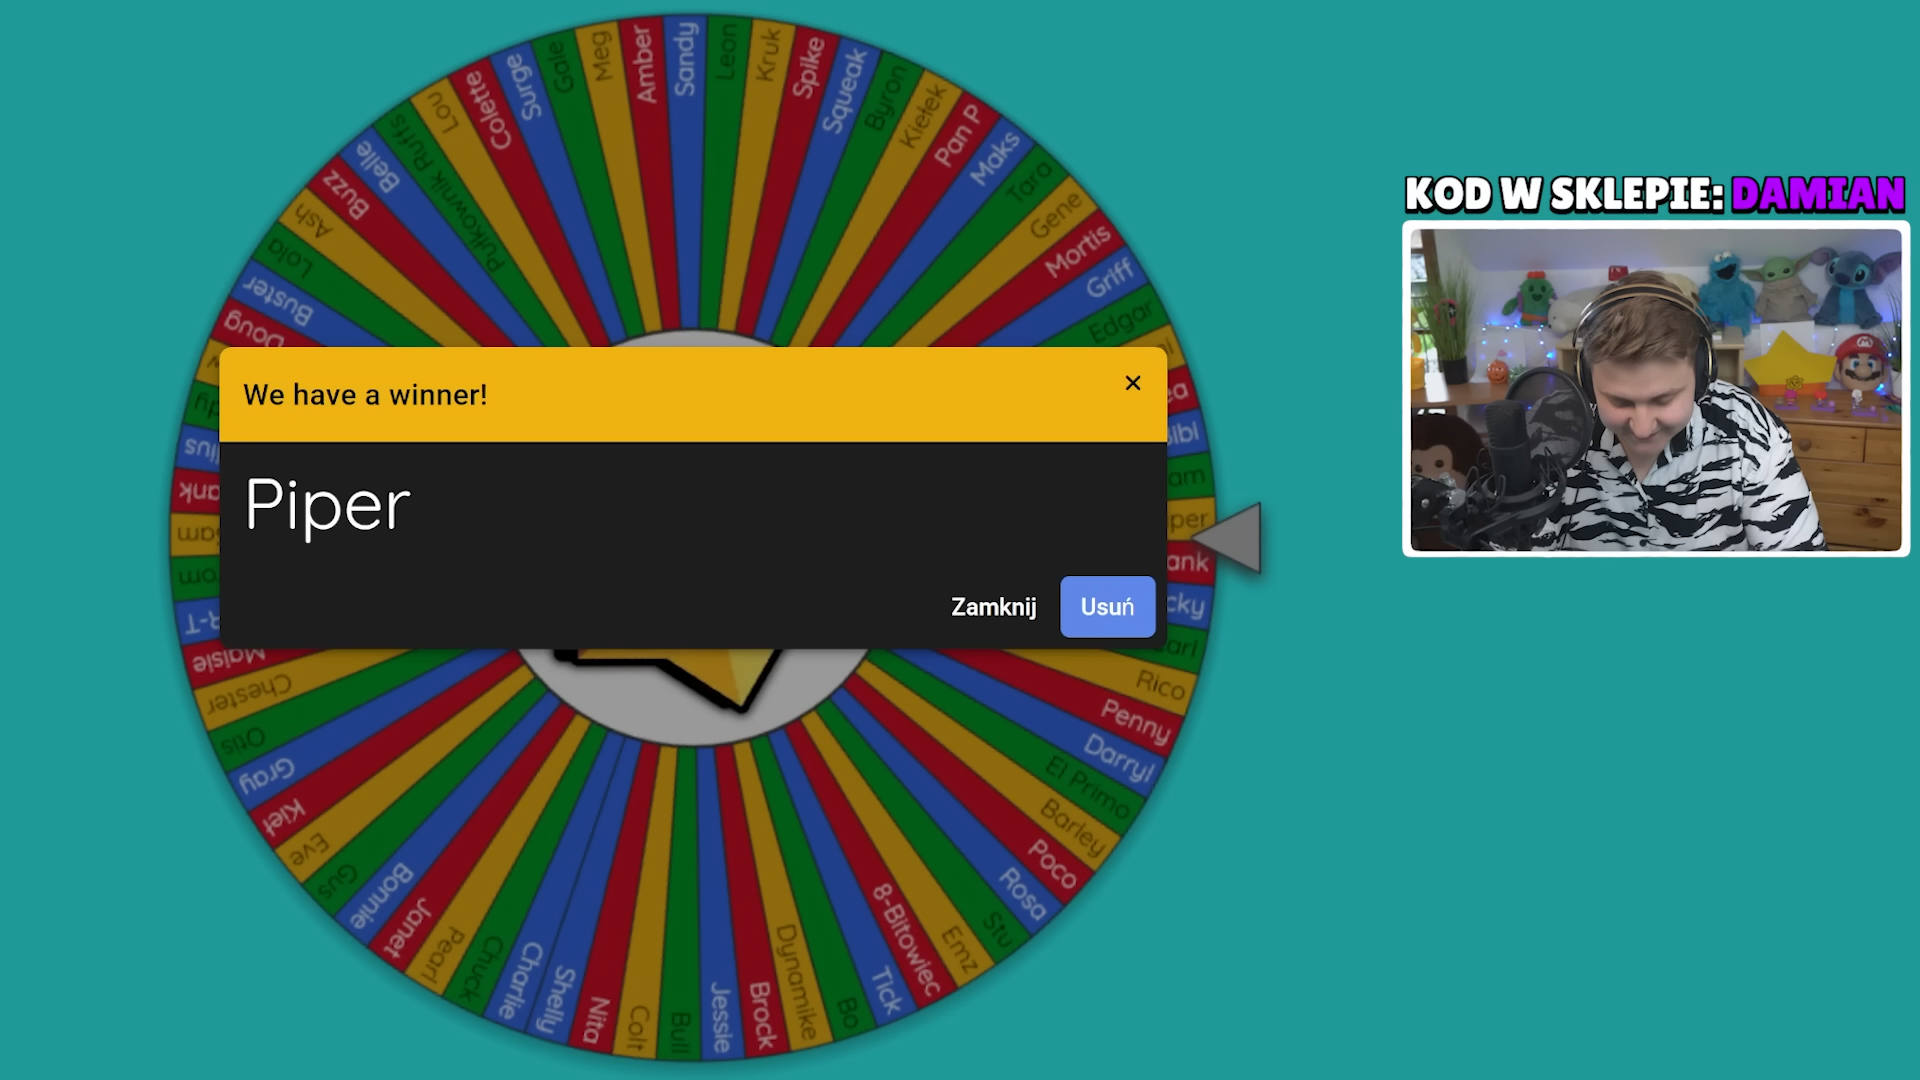 Sandy
Leon
Kruk
Spike
Squeak
Byron
Kiełek
Pan P
Maks
Tara
Gene
Mortis
Griff
Edgar
Rico
Penny
Darryl
El Primo
Barley
Poco
Rosa
Stu
Emz
8-Bitowiec
Tick
Bo
Dynamike
Brock
Jessie
Bull
Colt
Nita
Shelly
Charlie
Chuck
Pearl
Janet
Bonnie
Gus
Eve
Kieł
Gray
Otis
Chester
Maisie
R-T
Doug
Buster
Lola
Ash
Buzz
Belle
Pułkownik Ruffs
Lou
Colette
Surge
Gale
Meg
Amber
We have a winner!
×
Piper
Zamknij
Usuń
KOD W SKLEPIE: DAMIAN